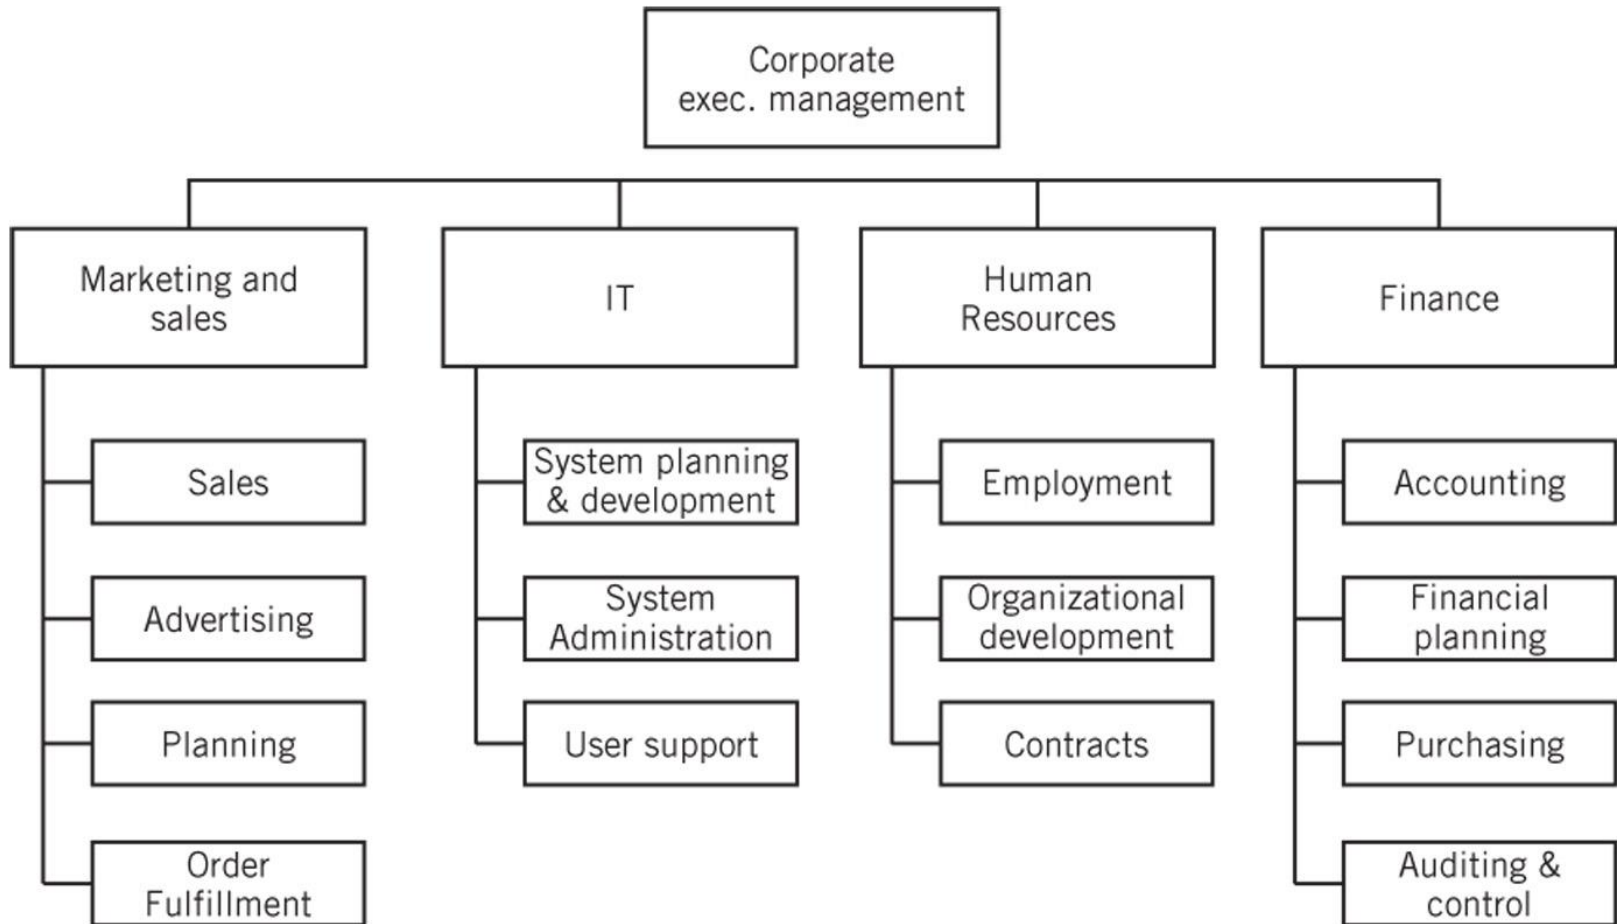 Corporate
exec. management
Marketing and
sales
IT
Human
Resources
Finance
Sales
System planning
& development
Employment
Accounting
Advertising
System
Administration
Organizational
development
Financial
planning
Planning
User support
Contracts
Purchasing
Order
Fulfillment
Auditing &
control